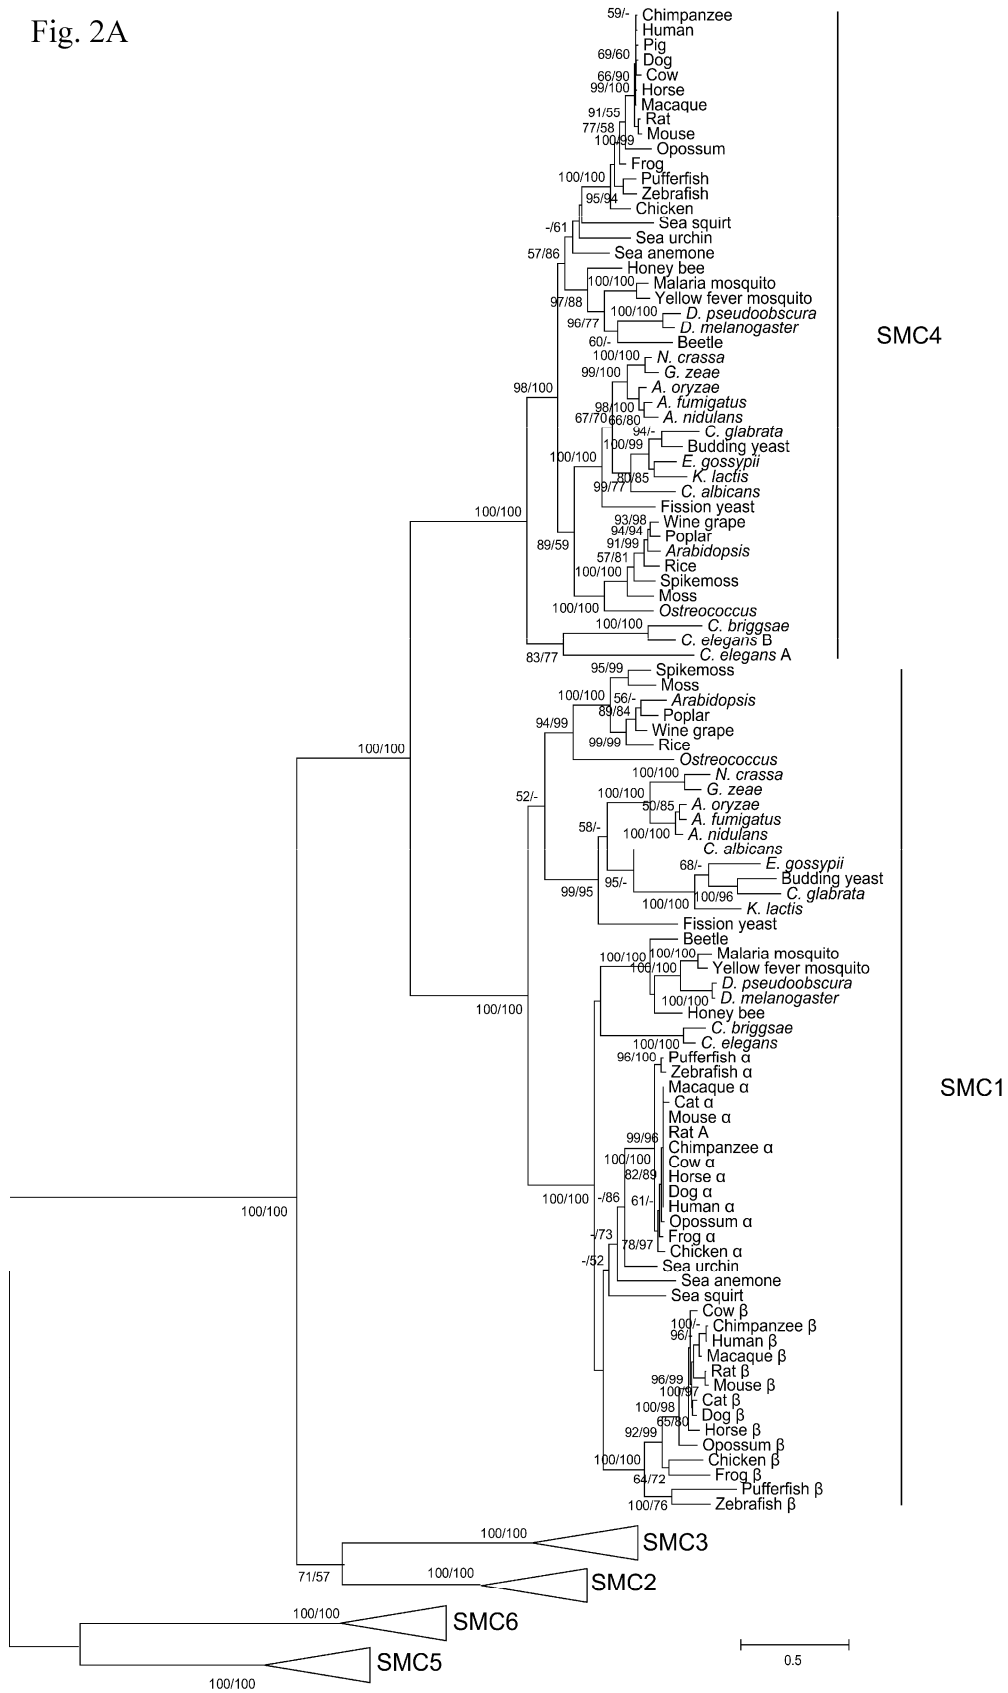 Fig. 2A
59/- Chimpanzee
Human
Pig
69/60 Dog
66/90 Cow
99/100 Horse
Macaque
91/55 Rat
77/58 Mouse
100/99 Opossum
Frog
100/100 Pufferfish
95/94 Zebrafish
Chicken
Sea squirt
-/61 Sea urchin
57/86 Sea anemone
Honey bee
100/100 Malaria mosquito
97/88 Yellow fever mosquito
100/100 D. pseudoobscura
96/77 D. melanogaster
SMC4
60/- Beetle
100/100 N. crassa
99/100 G. zeae
98/100 A. oryzae
A. fumigatus
67/70 66/80 A. nidulans
94/- C. glabrata
100/99 Budding yeast
100/100 E. gossypii
80/85 K. lactis
99/77 C. albicans
Fission yeast
98/100
100/100
93/98 Wine grape
94/94 Poplar
89/59 91/99 Arabidopsis
57/81 Rice
100/100 Spikemoss
Moss
100/100 Ostreococcus
100/100 C. briggsae
C. elegans B
83/77 C. elegans A
95/99 Spikemoss
Moss
100/100 56/- Arabidopsis
89/84 Poplar
94/99 Wine grape
99/99 Rice
100/100 Ostreococcus
100/100 N. crassa
100/100 G. zeae
52/- 50/85 A. oryzae
A. fumigatus
58/- 100/100 A. nidulans
C. albicans
68/- E. gossypii
95/- Budding yeast
99/95 100/96 C. glabrata
100/100 K. lactis
Fission yeast
Beetle
100/100 100/100 Malaria mosquito
100/100 Yellow fever mosquito
D. pseudoobscura
100/100 D. melanogaster
100/100 Honey bee
C. briggsae
100/100 C. elegans
96/100 Pufferfish α
Zebrafish α
Macaque α
SMC1
Cat α
Mouse α
99/96 Rat A
Chimpanzee α
100/100 Cow α
82/89 Horse α
Dog α
100/100 -/86 61/- Human α
Opossum α
100/100
-/73 Frog α
78/97 Chicken α
-/52 Sea urchin
Sea anemone
Sea squirt
Cow β
100/- Chimpanzee β
96/- Human β
Macaque β
Rat β
96/99 Mouse β
100/97 Cat β
100/98 Dog β
65/80 Horse β
92/99 Opossum β
100/100 Chicken β
64/72 Frog β
Pufferfish β
100/76 Zebrafish β
100/100 SMC3
71/57 100/100 SMC2
100/100 SMC6
100/100 SMC5
0.5